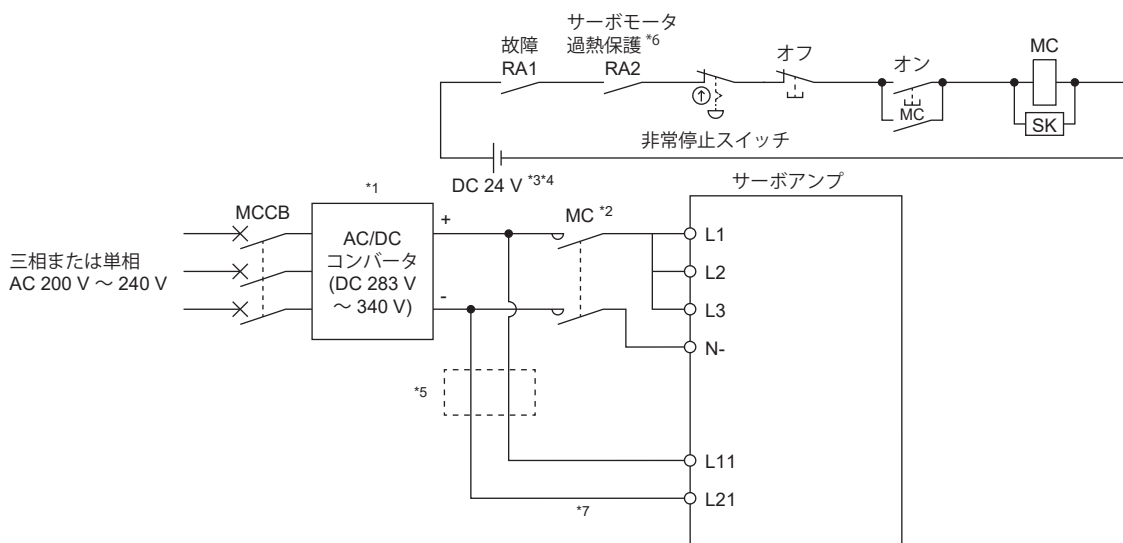 サーボモータ
過熱保護 *6
故障
RA1
RA2
オフ
オン
MC
MC
SK
非常停止スイッチ
DC 24 V *3*4
サーボアンプ
*1
MCCB
+
MC *2
L1
三相または単相
AC 200 V ～ 240 V
AC/DC
コンバータ
(DC 283 V
～ 340 V)
L2
-
L3
N-
*5
L11
L21
*7